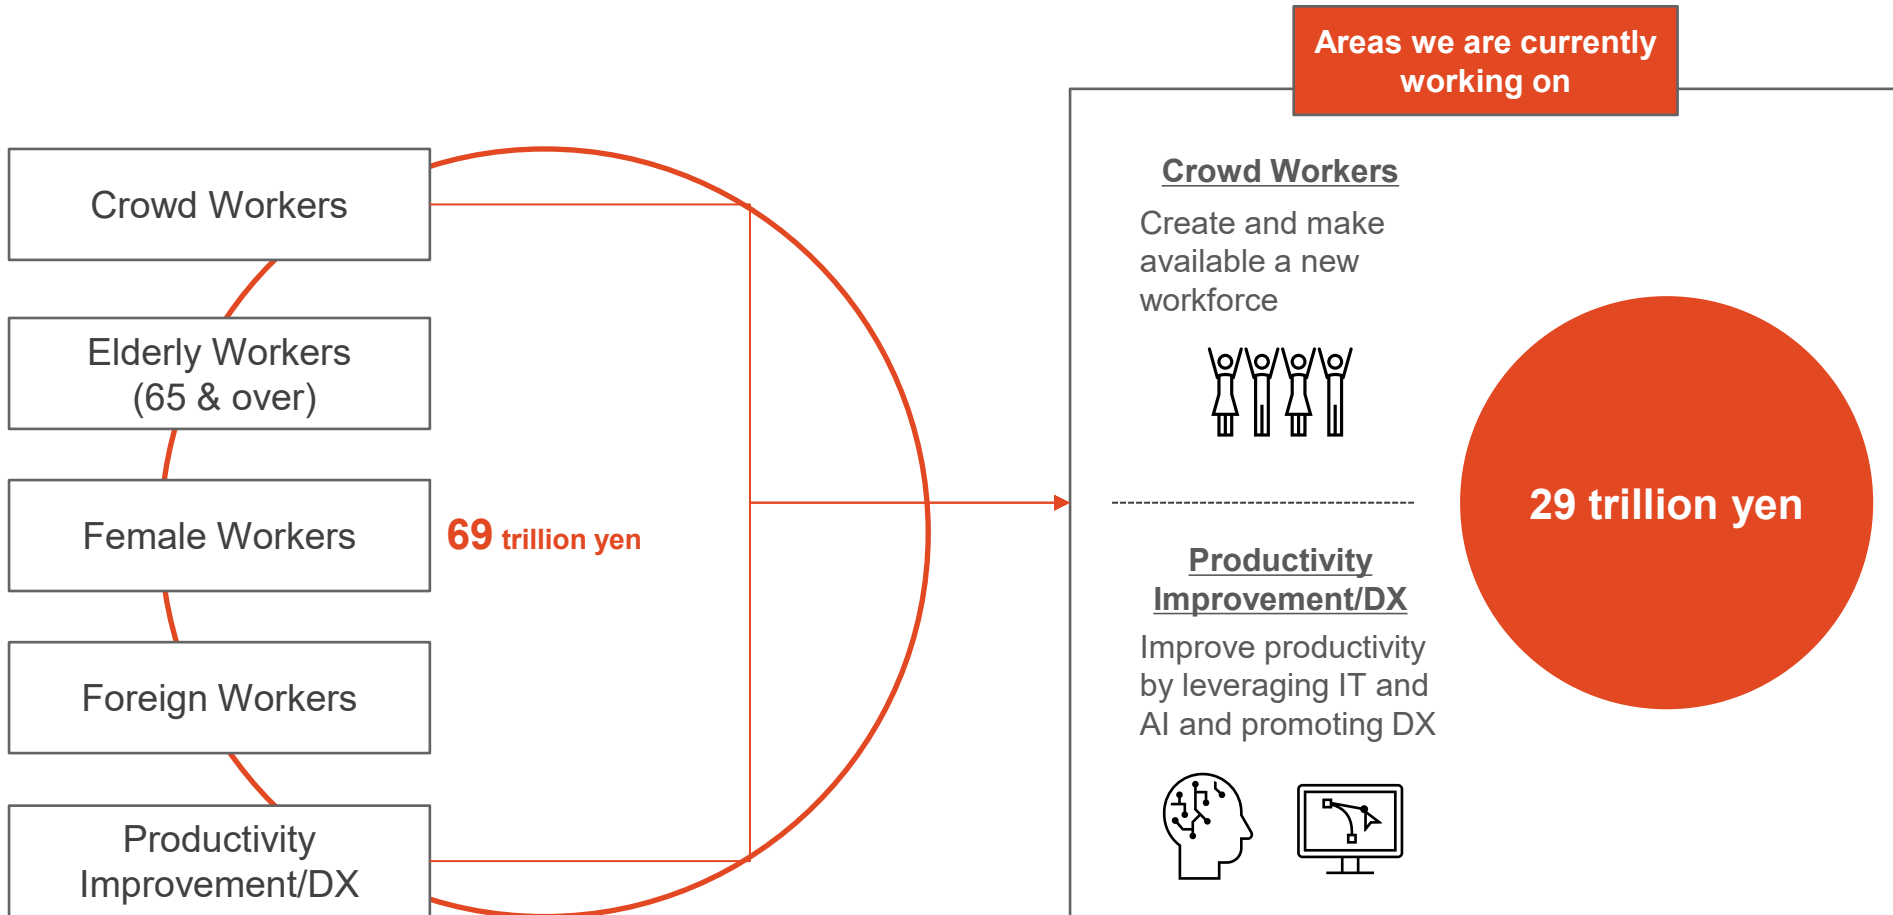 Areas we are currently
working on
Crowd Workers
Elderly Workers
(65 & over)
Female Workers
Foreign Workers
Productivity
Improvement/DX
69 trillion yen
Crowd Workers
Create and make
available a new
workforce
Productivity
Improvement/DX
Improve productivity
by leveraging IT and
AI and promoting DX
29 trillion yen